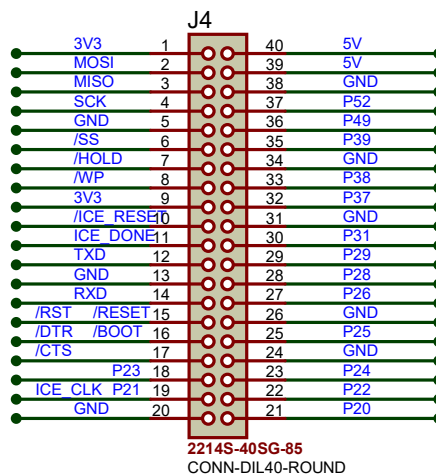 J4
3V3 1 40 5V
MOSI 2 39 5V
MISO 3 38 GND
SCK 4 37 P52
GND 5 36 P49
/SS 6 35 P39
/HOLD 7 34 GND
/WP 8 33 P38
3V3 9 32 P37
/ICE_RESET 10 31 GND
ICE_DONE 11 30 P31
TXD 12 29 P29
GND 13 28 P28
RXD 14 27 P26
/RST /RESET 15 26 GND
/DTR /BOOT 16 25 P25
/CTS 17 24 GND
P23 18 23 P24
ICE_CLK P21 19 22 P22
GND 20 21 P20
2214S-40SG-85
CONN-DIL40-ROUND